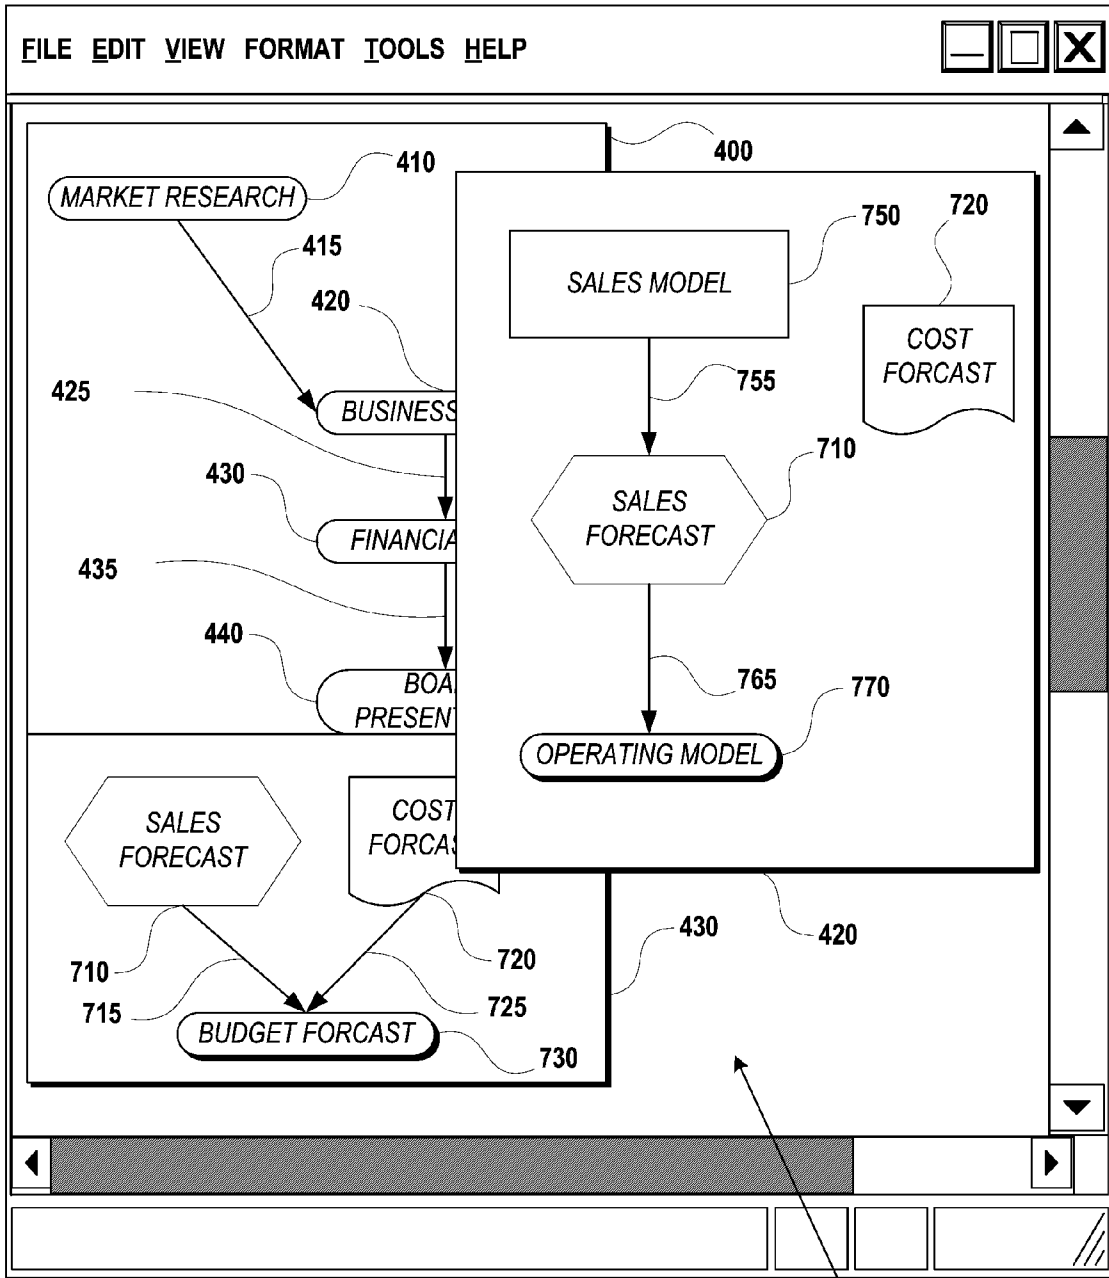 FILE EDIT VIEW FORMAT TOOLS HELP
400
410
MARKET RESEARCH
415
420
425
BUSINESS
430
FINANCIA
435
440
BOA
PRESENT
750
720
SALES MODEL
COST
FORCAST
755
710
SALES
FORECAST
765
770
OPERATING MODEL
SALES
FORECAST
COST
FORCAS
430
420
710
720
715
725
BUDGET FORCAST
730